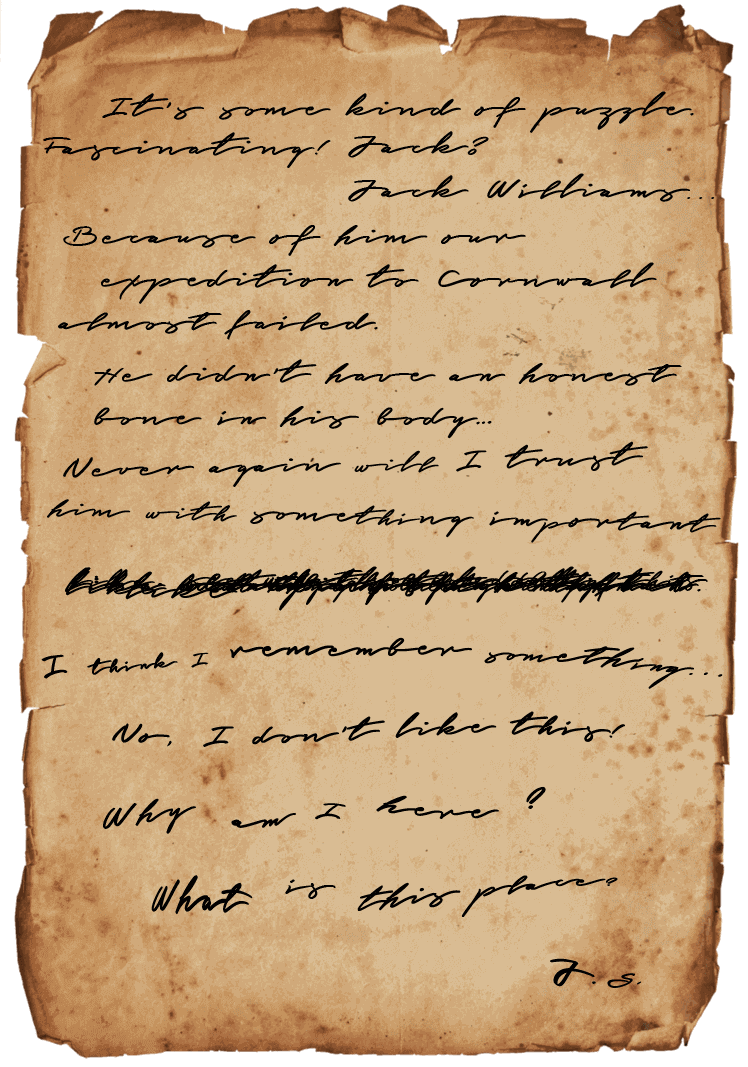 It's some kind of puzzle.
Fascinating! Jack?
Jack Williams...
Because of him our
expedition to Cornwall
almost failed.
He didn't have an honest
bone in his body...
Never again will I trust
him with something important
I think I remember something...
No, I don't like this!
Why am I here?
What is this place?
J. S.